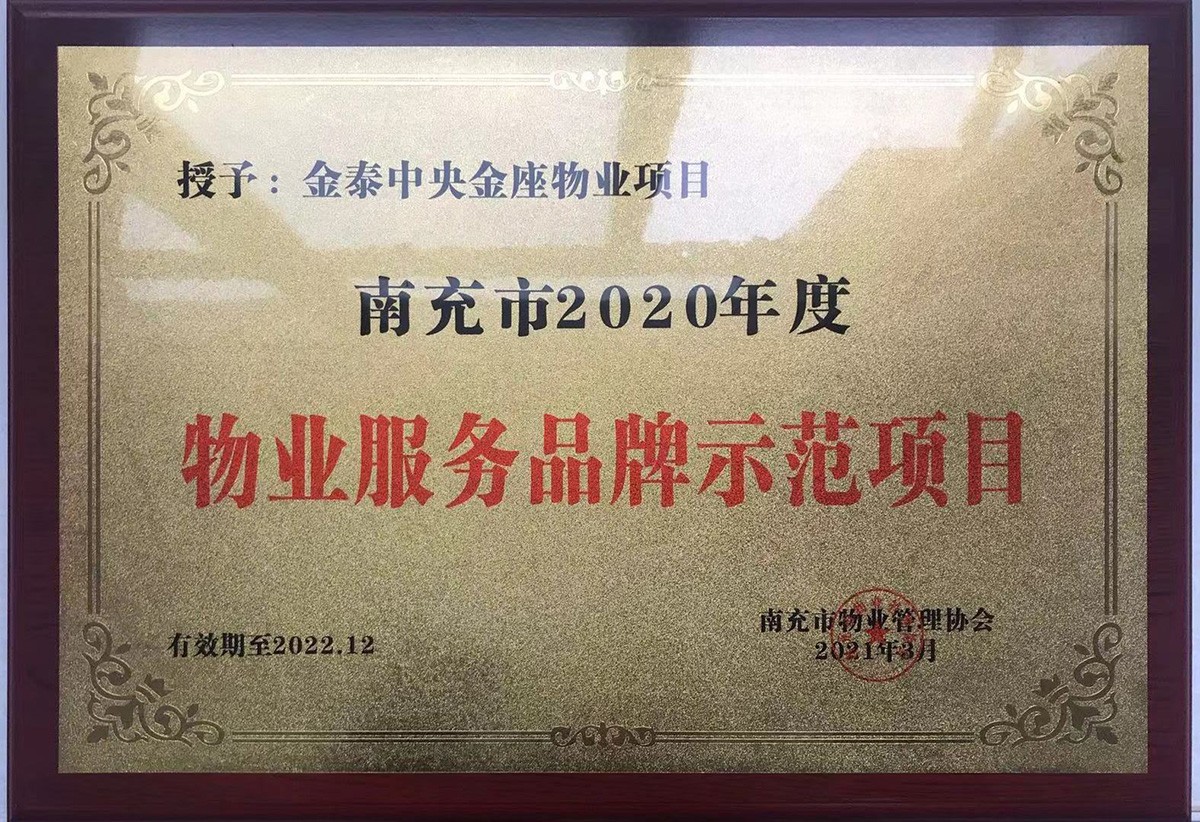 授予：金泰中央金座物业项目
南充市2020年度
物业服务品牌示范项目
有效期至2022.12
南充市物业管理协会
2021年3月